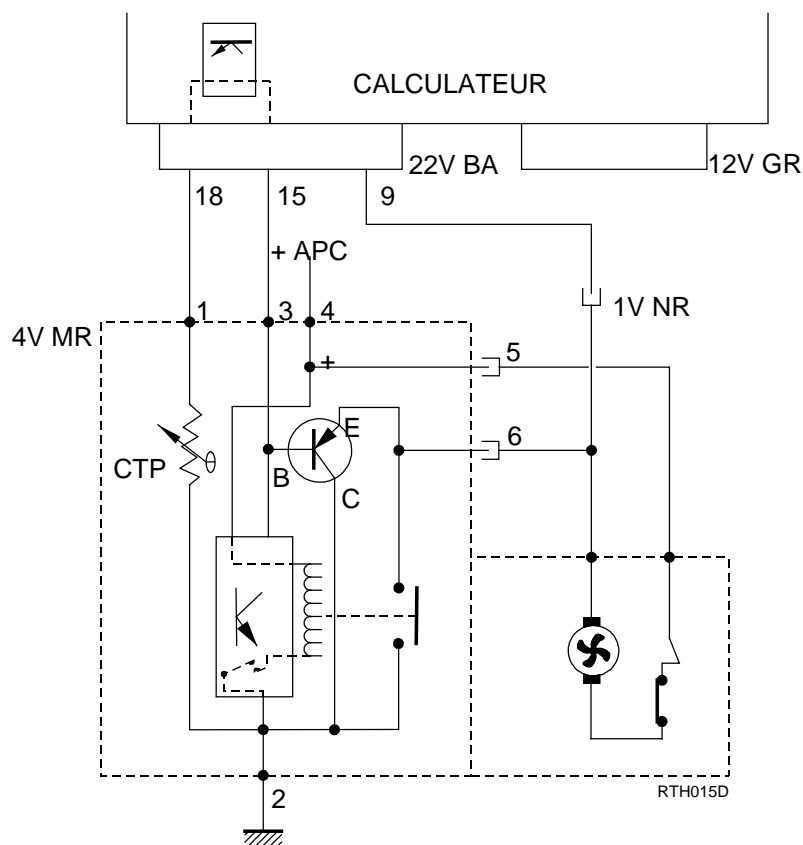 CALCULATEUR
22V BA
12V GR
18
15
9
+ APC
1V NR
1
3
4
4V MR
+
5
E
6
CTP
B
C
RTH015D
2